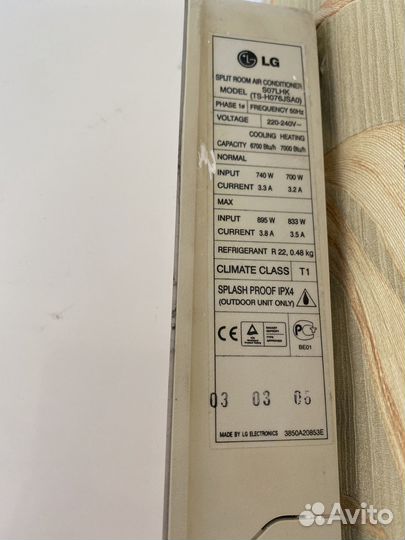 LG
SPLIT ROOM AIR CONDITIONER
MODEL S07LHK
(TS-H076JSA0)
PHASE 1ø FREQUENCY 50Hz
VOLTAGE 220-240V~
COOLING HEATING
CAPACITY 6700 Btu/h 7000 Btu/h
NORMAL
INPUT 740 W 700 W
CURRENT 3.3 A 3.2 A
MAX
INPUT 895 W 833 W
CURRENT 3.8 A 3.5 A
REFRIGERANT R 22, 0.48 kg
CLIMATE CLASS T1
SPLASH PROOF IPX4
(OUTDOOR UNIT ONLY)
CE
BE01
03 03 05
MADE BY LG ELECTRONICS 3850A20853E
Avito